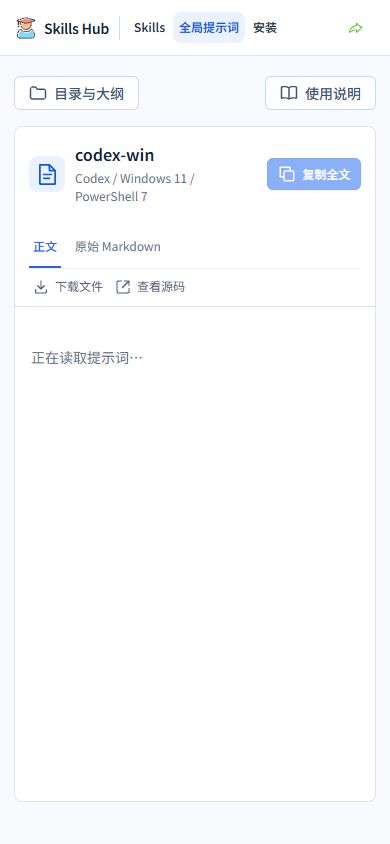 Skills Hub
Skills
全局提示词
安装
目录与大纲
使用说明
codex-win
Codex / Windows 11 /
PowerShell 7
复制全文
正文
原始 Markdown
下载文件
查看源码
正在读取提示词…